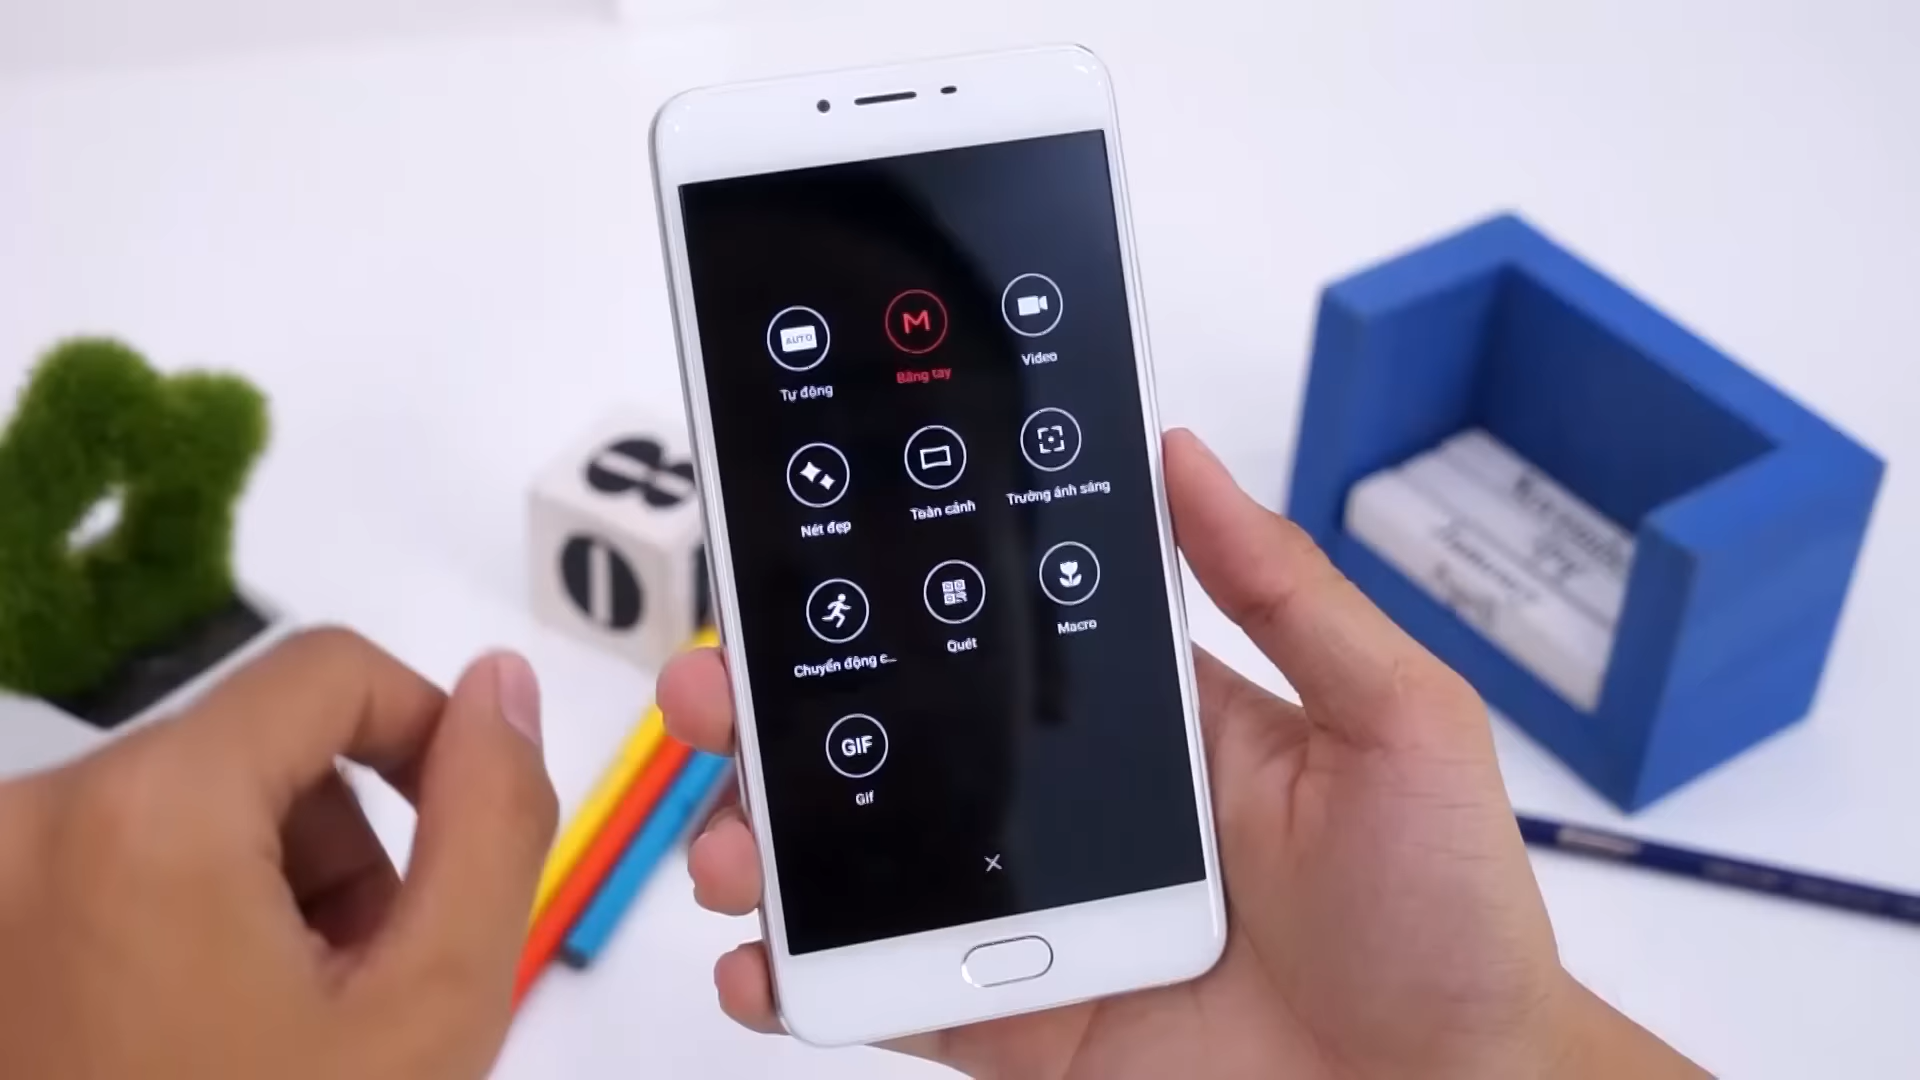 AUTO
M
Tự động
Bằng tay
Video
Nét đẹp
Toàn cảnh
Trường ánh sáng
Chuyển động c...
Quét
Macro
GIF
Gif